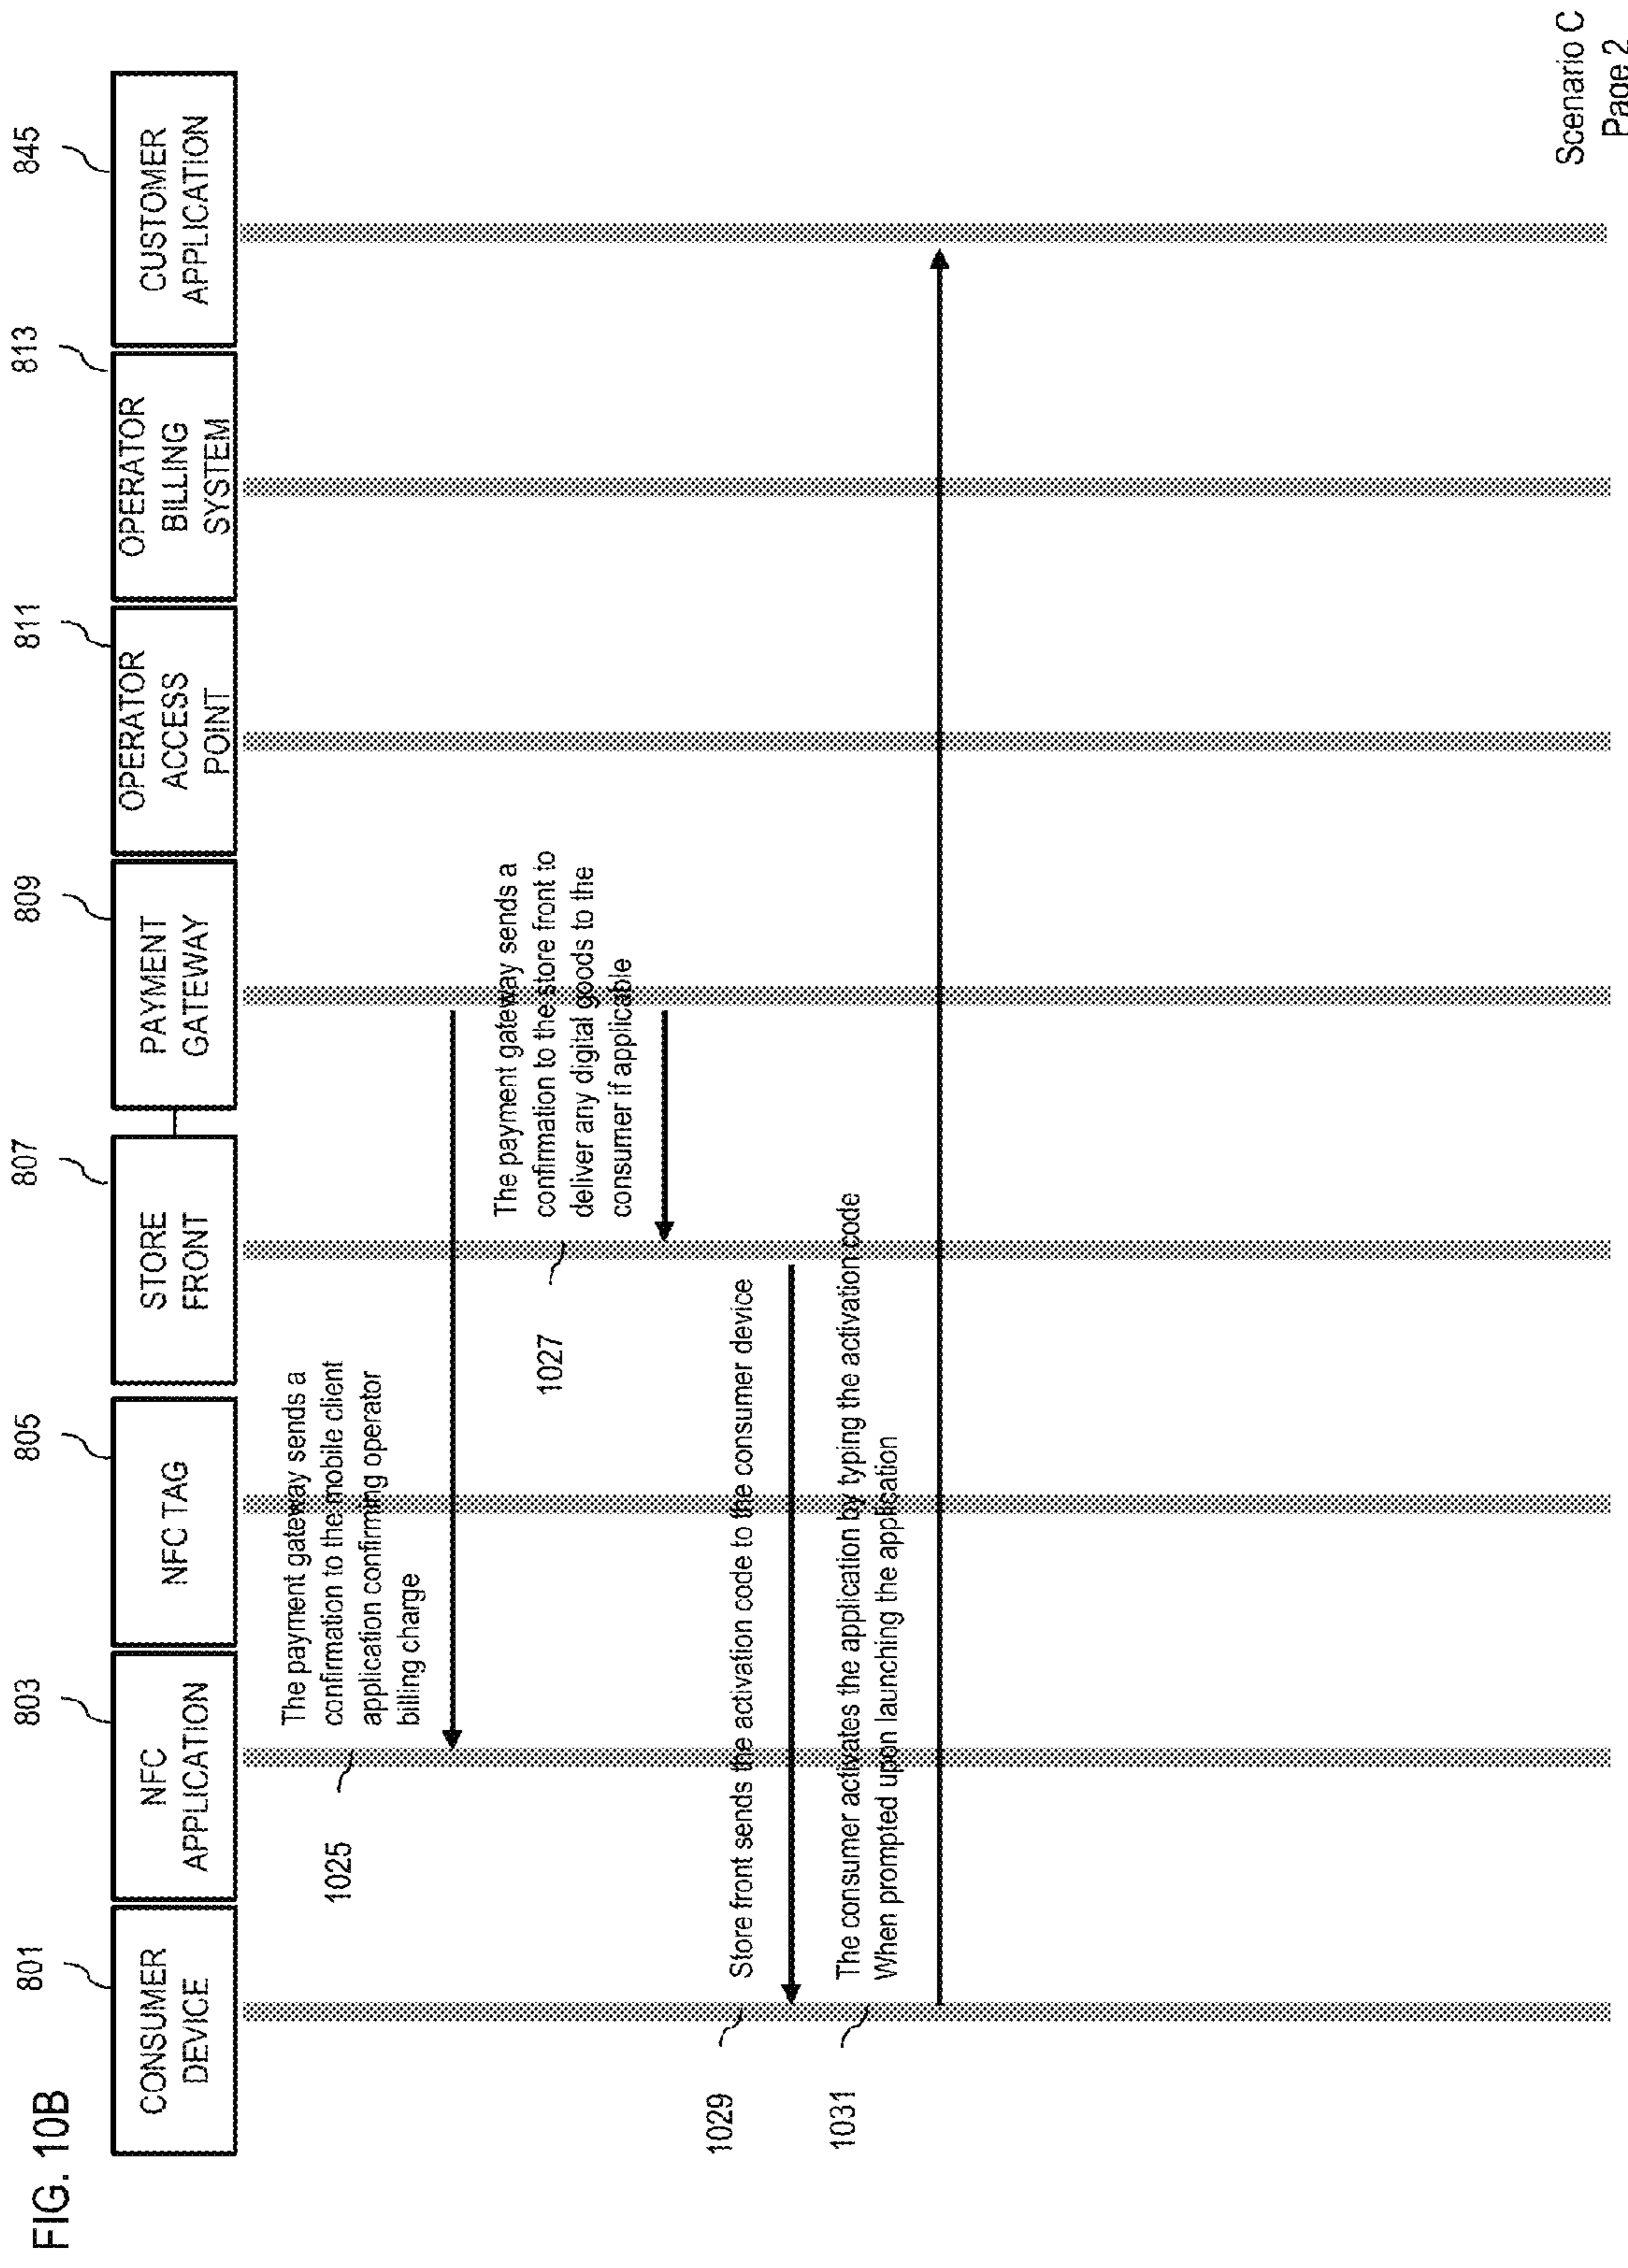 FIG. 10B
801
803
805
807
809
811
813
845
CONSUMER
DEVICE
NFC
APPLICATION
NFC TAG
STORE
FRONT
PAYMENT
GATEWAY
OPERATOR
ACCESS
POINT
OPERATOR
BILLING
SYSTEM
CUSTOMER
APPLICATION
1025
The payment gateway sends a
confirmation to the mobile client
application confirming operator
billing charge
1027
The payment gateway sends a
confirmation to the store front to
deliver any digital goods to the
consumer if applicable
1029
Store front sends the activation code to the consumer device
1031
The consumer activates the application by typing the activation code
When prompted upon launching the application
Scenario C
Page 2